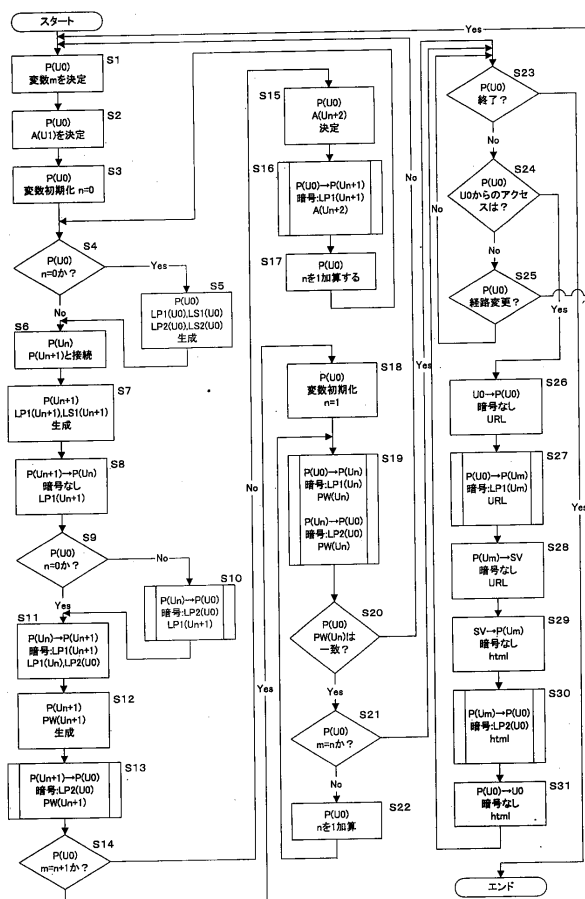 スタート
S1
P(U0)
変数mを決定
S2
P(U0)
A(U1)を決定
S3
P(U0)
変数初期化 n=0
S4
P(U0)
n=0か?
Yes
No
S5
P(U0)
LP1(U0),LS1(U0)
LP2(U0),LS2(U0)
生成
S6
P(Un)
P(Un+1)と接続
S7
P(Un+1)
LP1(Un+1),LS1(Un+1)
生成
S8
P(Un+1)→P(Un)
暗号なし
LP1(Un+1)
S9
P(U0)
n=0か?
No
Yes
S10
P(Un)→P(U0)
暗号:LP2(U0)
LP1(Un+1)
S11
P(Un)→P(Un+1)
暗号:LP1(Un+1)
LP1(Un),LP2(U0)
S12
P(Un+1)
PW(Un+1)
生成
S13
P(Un+1)→P(U0)
暗号:LP2(U0)
PW(Un+1)
S14
P(U0)
m=n+1か?
No
Yes
S15
P(U0)
A(Un+2)
決定
S16
P(U0)→P(Un+1)
暗号:LP1(Un+1)
A(Un+2)
S17
P(U0)
nを1加算する
S18
P(U0)
変数初期化
n=1
S19
P(U0)→P(Un)
暗号:LP1(Un)
PW(Un)
P(Un)→P(U0)
暗号:LP2(U0)
PW(Un)
S20
P(U0)
PW(Un)は
一致?
No
Yes
S21
P(U0)
m=nか?
Yes
No
S22
P(U0)
nを1加算
Yes
S23
P(U0)
終了?
No
Yes
S24
P(U0)
U0からのアクセ
スは?
No
Yes
S25
P(U0)
経路変更?
No
S26
U0→P(U0)
暗号なし
URL
S27
P(U0)→P(Um)
暗号:LP1(Um)
URL
S28
P(Um)→SV
暗号なし
URL
S29
SV→P(Um)
暗号なし
html
S30
P(Um)→P(U0)
暗号:LP2(U0)
html
S31
P(U0)→U0
暗号なし
html
エンド